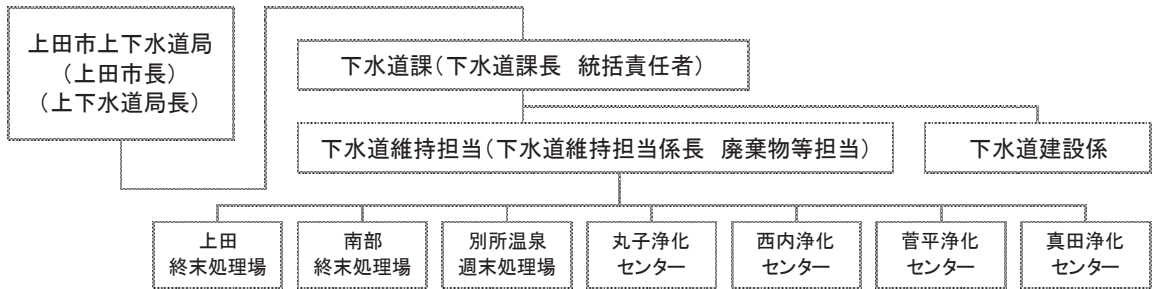 上田市上下水道局
（上田市長）
（上下水道局長）
下水道課（下水道課長　統括責任者）
下水道維持担当（下水道維持担当係長　廃棄物等担当）
下水道建設係
上田
終末処理場
南部
終末処理場
別所温泉
週末処理場
丸子浄化
センター
西内浄化
センター
菅平浄化
センター
真田浄化
センター